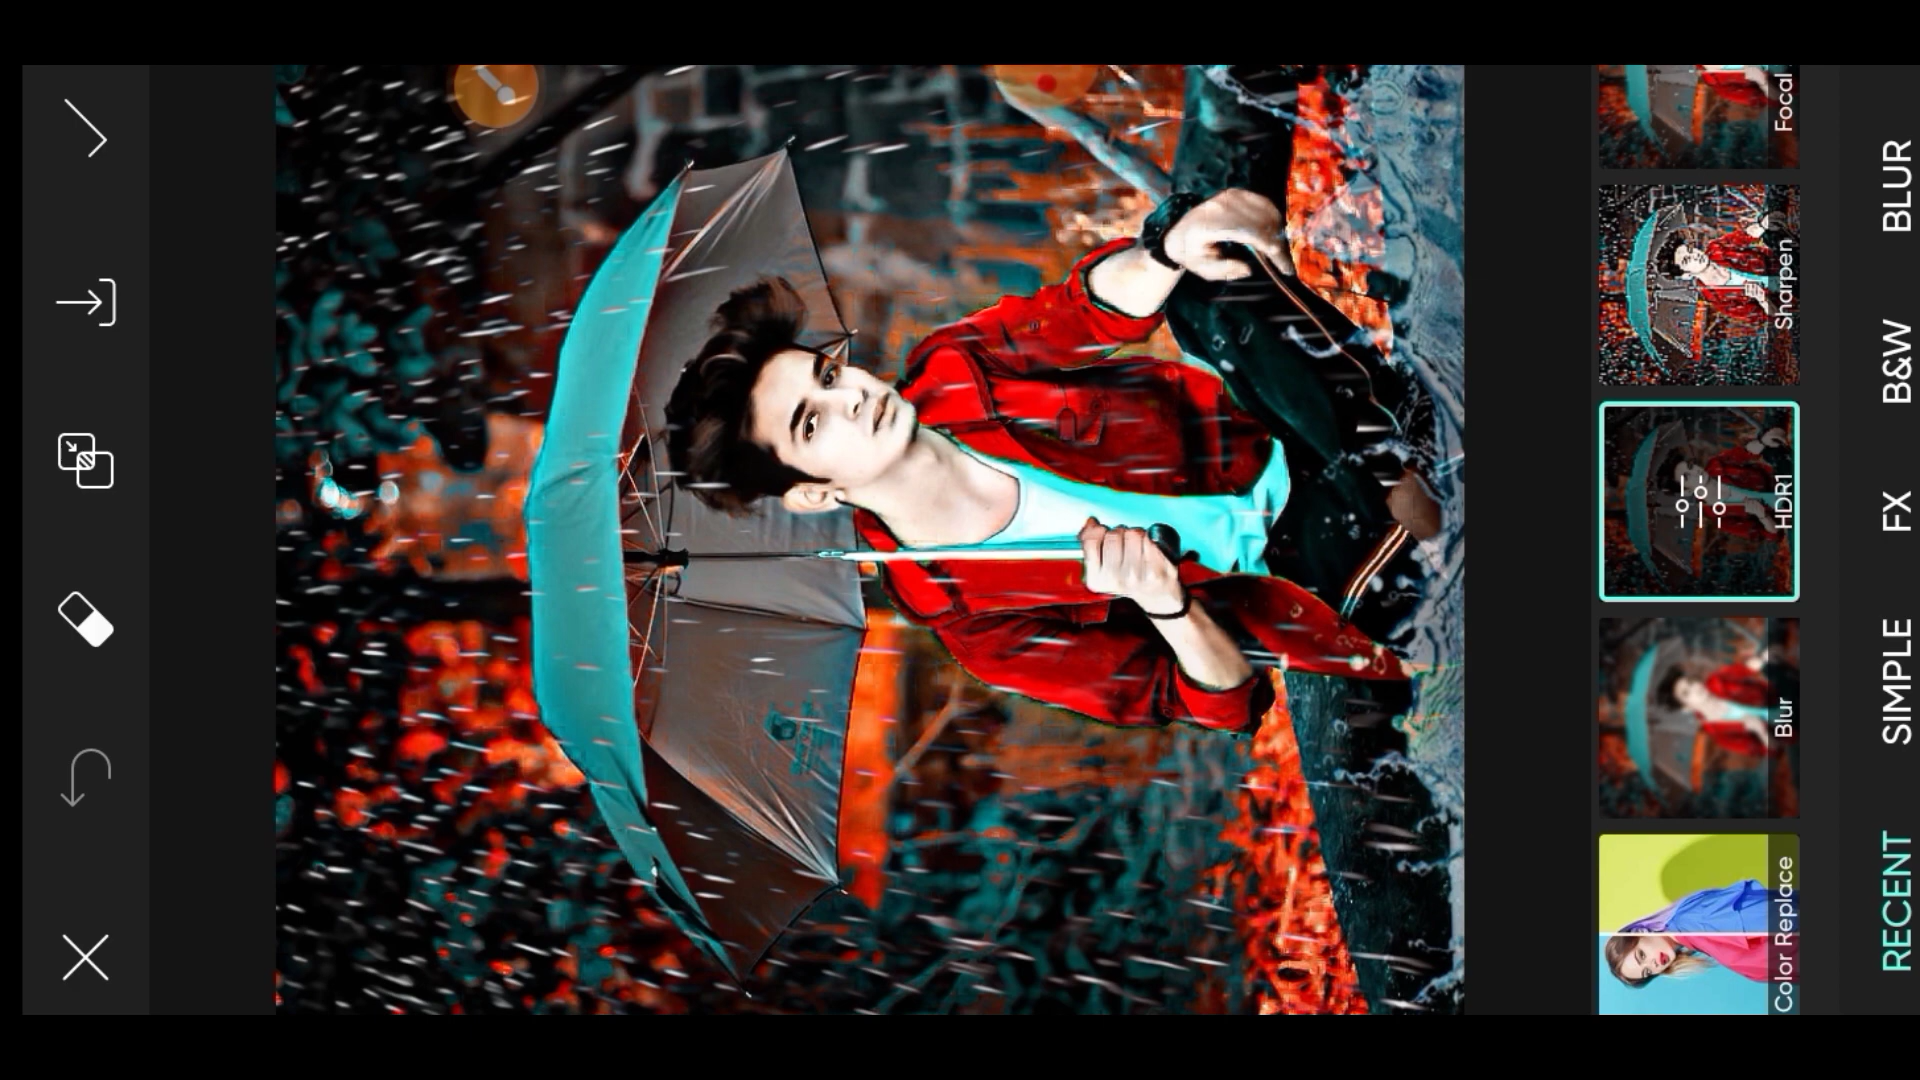 Color Replace Blur HDR1 Sharpen Focal
RECENT SIMPLE FX B&W BLUR